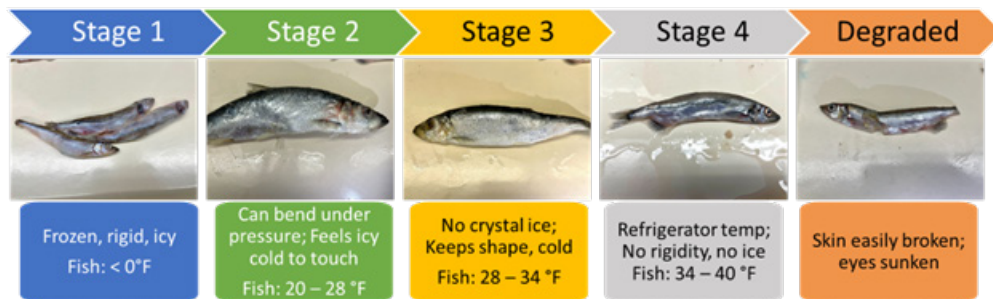 Stage 1
Stage 2
Stage 3
Stage 4
Degraded
Frozen, rigid, icy
Fish: < 0°F
Can bend under
pressure; Feels icy
cold to touch
Fish: 20 – 28 °F
No crystal ice;
Keeps shape, cold
Fish: 28 – 34 °F
Refrigerator temp;
No rigidity, no ice
Fish: 34 – 40 °F
Skin easily broken;
eyes sunken